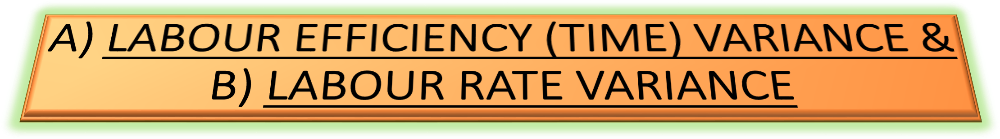 A) LABOUR EFFICIENCY (TIME) VARIANCE &
B) LABOUR RATE VARIANCE